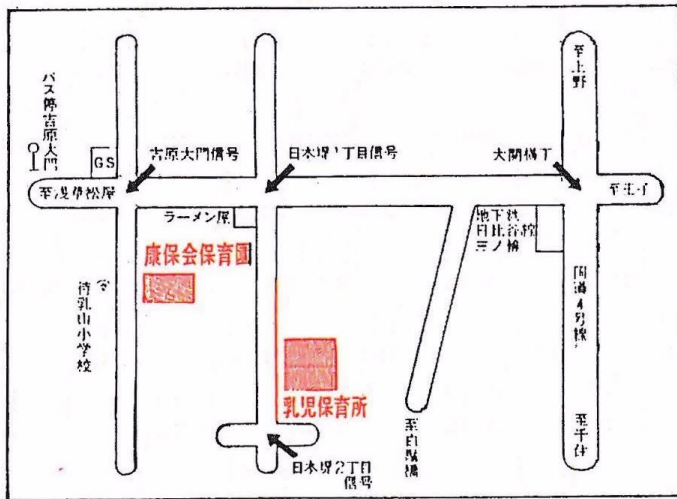 至上野
バス停吉原大門
GS
吉原大門信号
日本堤1丁目信号
大関横丁
至浅草松屋
至王子
ラーメン屋
地下鉄
日比谷線
三ノ輪
康保会保育園
待乳山小学校
国道4号線
乳児保育所
至白鬚橋
至千住
日本堤2丁目
信号